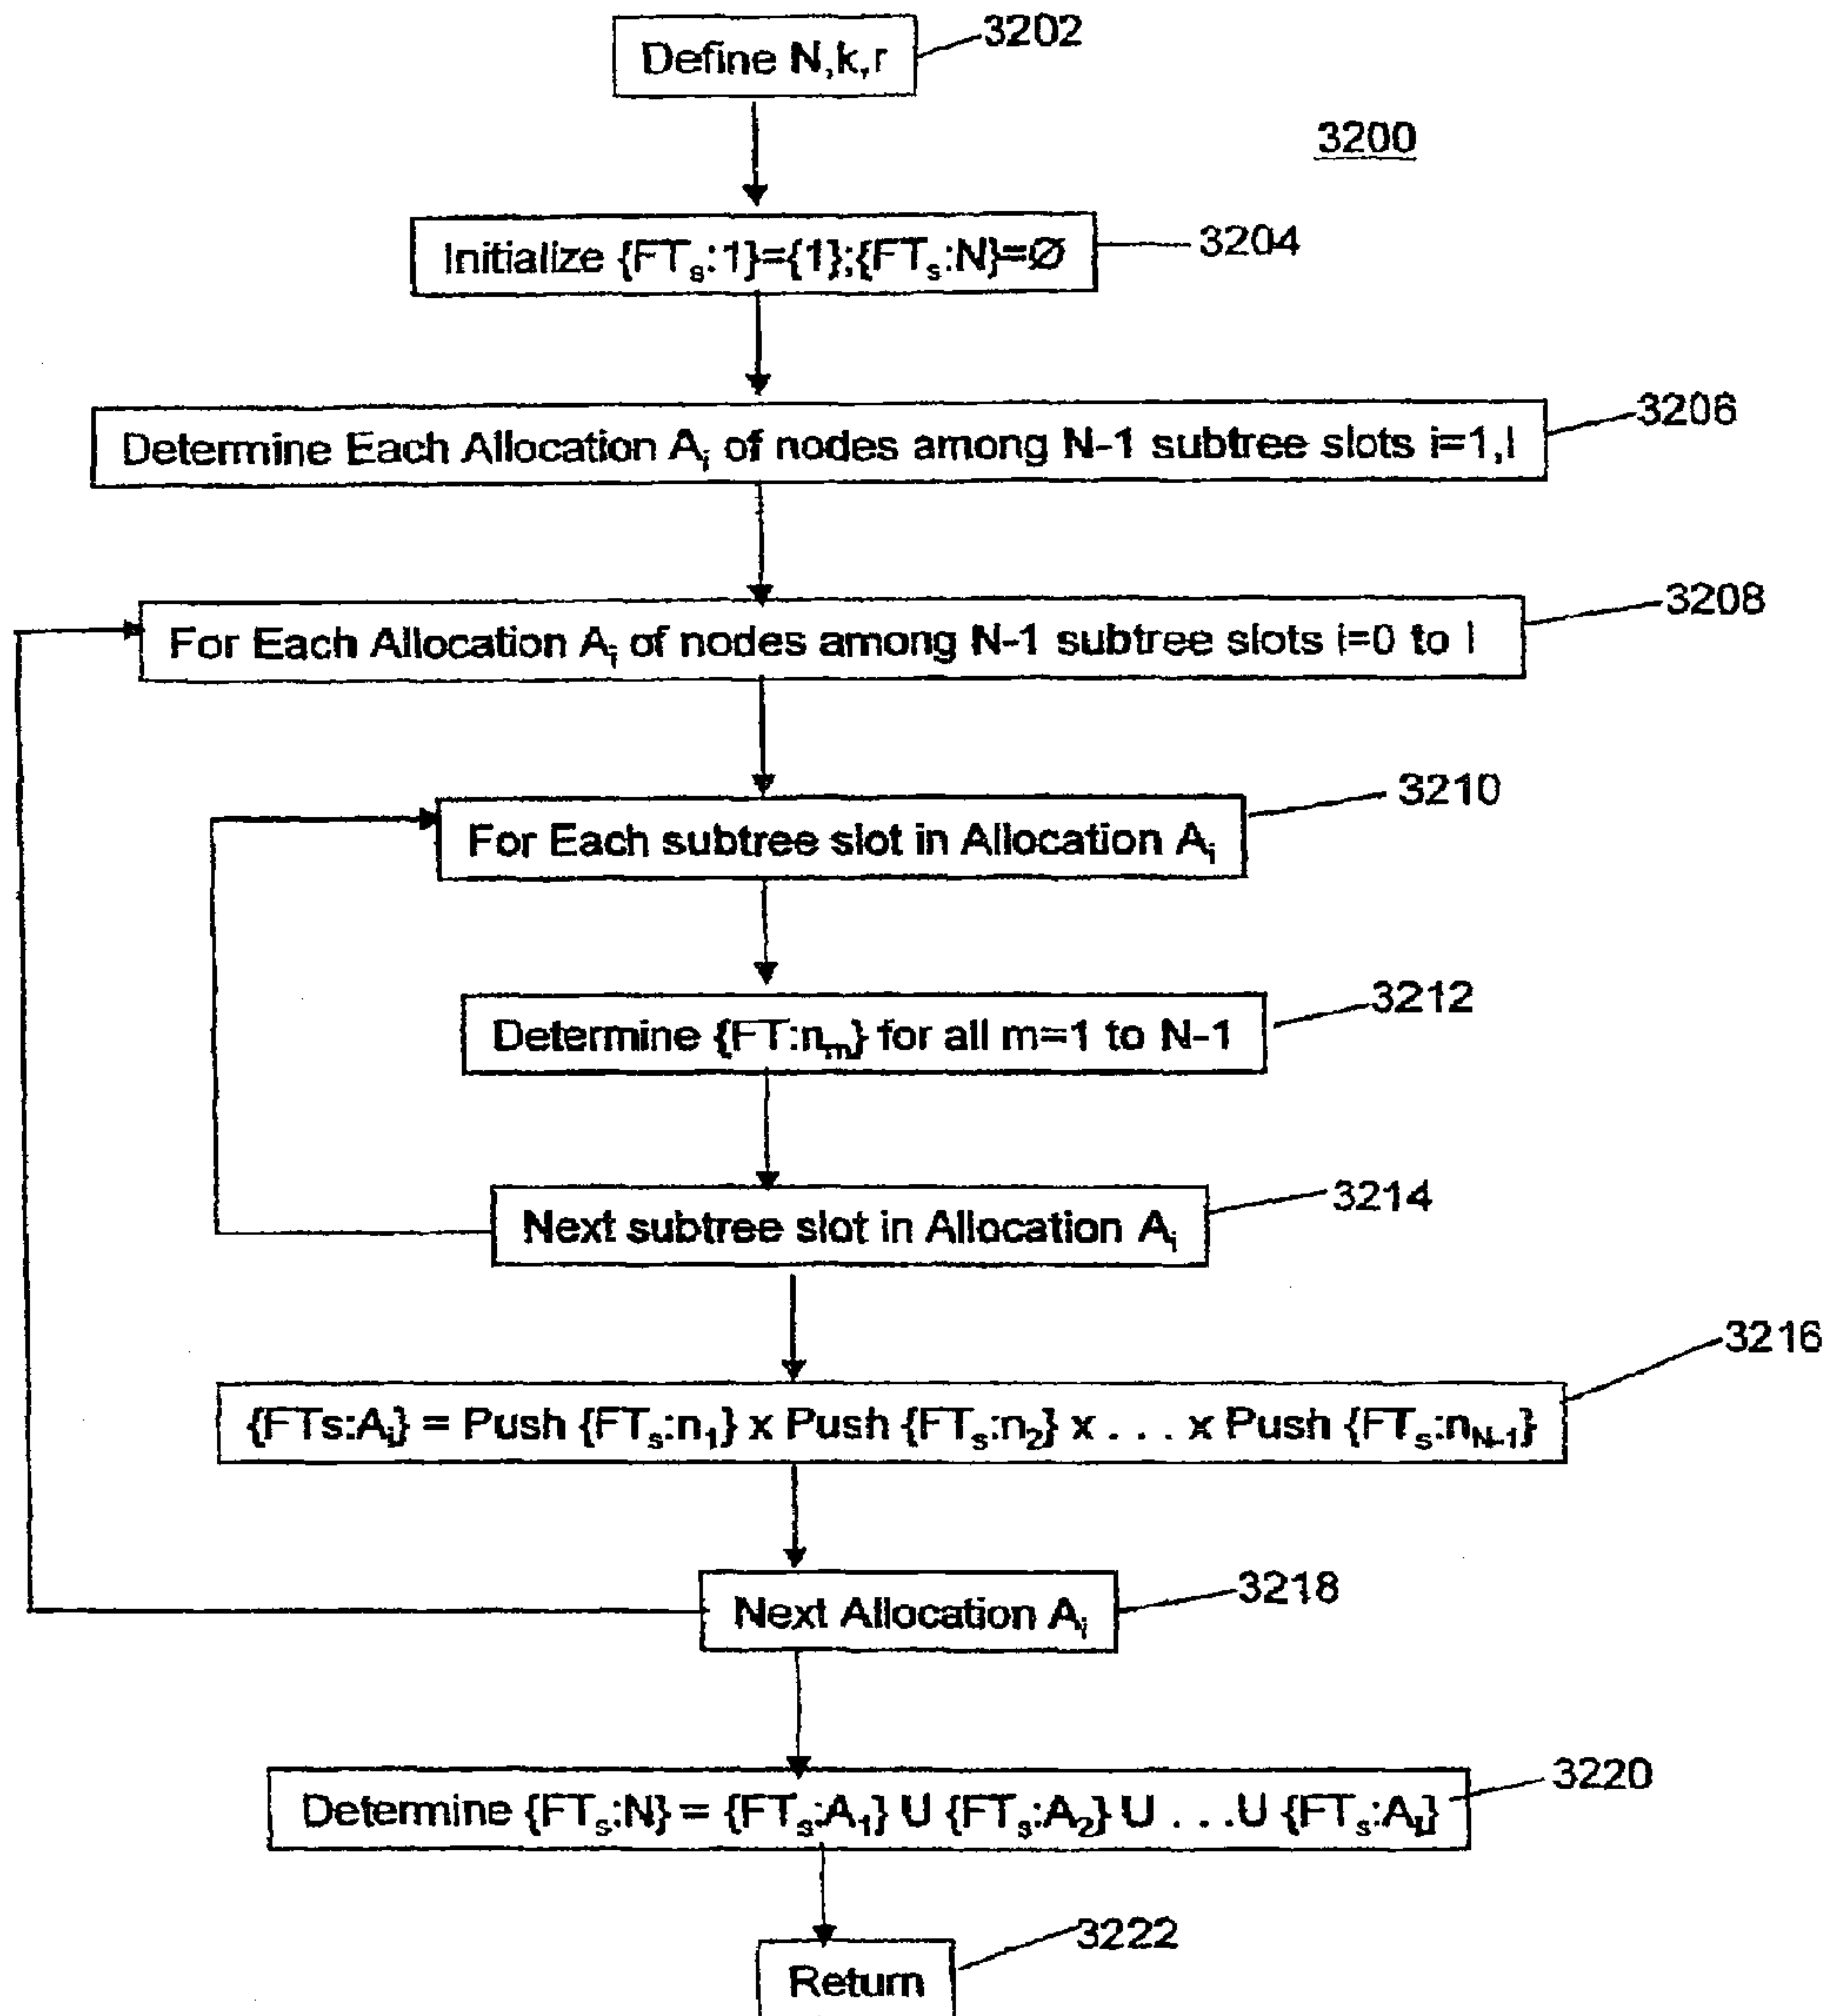 Define N,k,r
3202
3200
Initialize {FTₛ:1}={1};{FTₛ:N}=Ø
3204
Determine Each Allocation Aᵢ of nodes among N-1 subtree slots i=1,I
3206
For Each Allocation Aᵢ of nodes among N-1 subtree slots i=0 to I
3208
For Each subtree slot in Allocation Aᵢ
3210
Determine {FT:nₘ} for all m=1 to N-1
3212
Next subtree slot in Allocation Aᵢ
3214
{FTs:Aᵢ} = Push {FTₛ:n₁} x Push {FTₛ:n₂} x . . . x Push {FTₛ:n_N-1}
3216
Next Allocation Aᵢ
3218
Determine {FTₛ:N} = {FTₛ:A₁} U {FTₛ:A₂} U . . .U {FTₛ:A_I}
3220
Return
3222